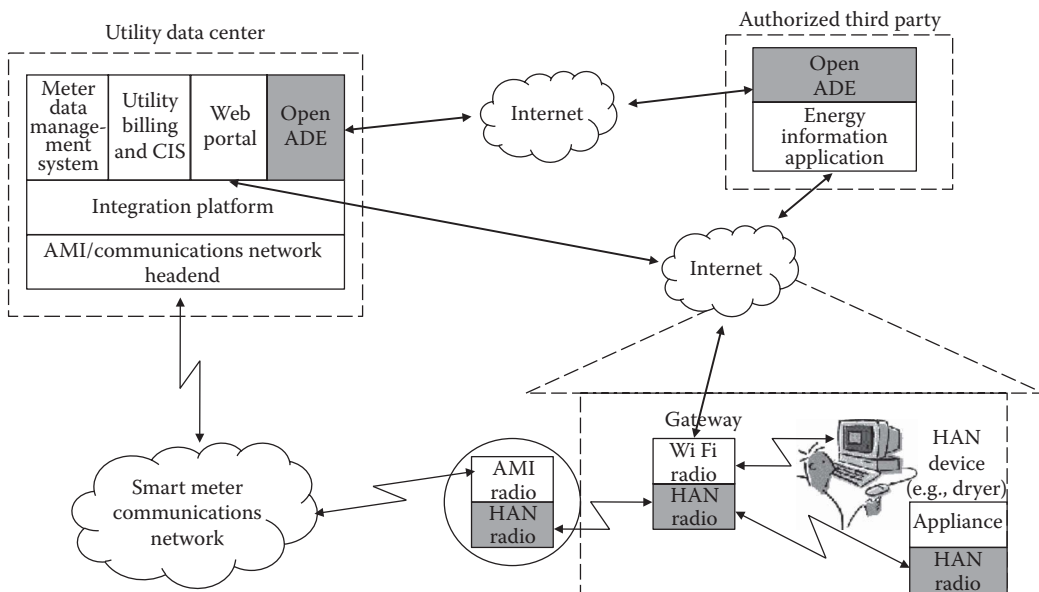 Utility data center
Authorized third party
Meter
data
manage-
ment
system
Utility
billing
and CIS
Web
portal
Open
ADE
Internet
Open
ADE
Energy
information
application
Integration platform
AMI/communications network
headend
Internet
Gateway
Wi Fi
radio
HAN
radio
HAN
device
(e.g., dryer)
Appliance
HAN
radio
AMI
radio
HAN
radio
Smart meter
communications
network